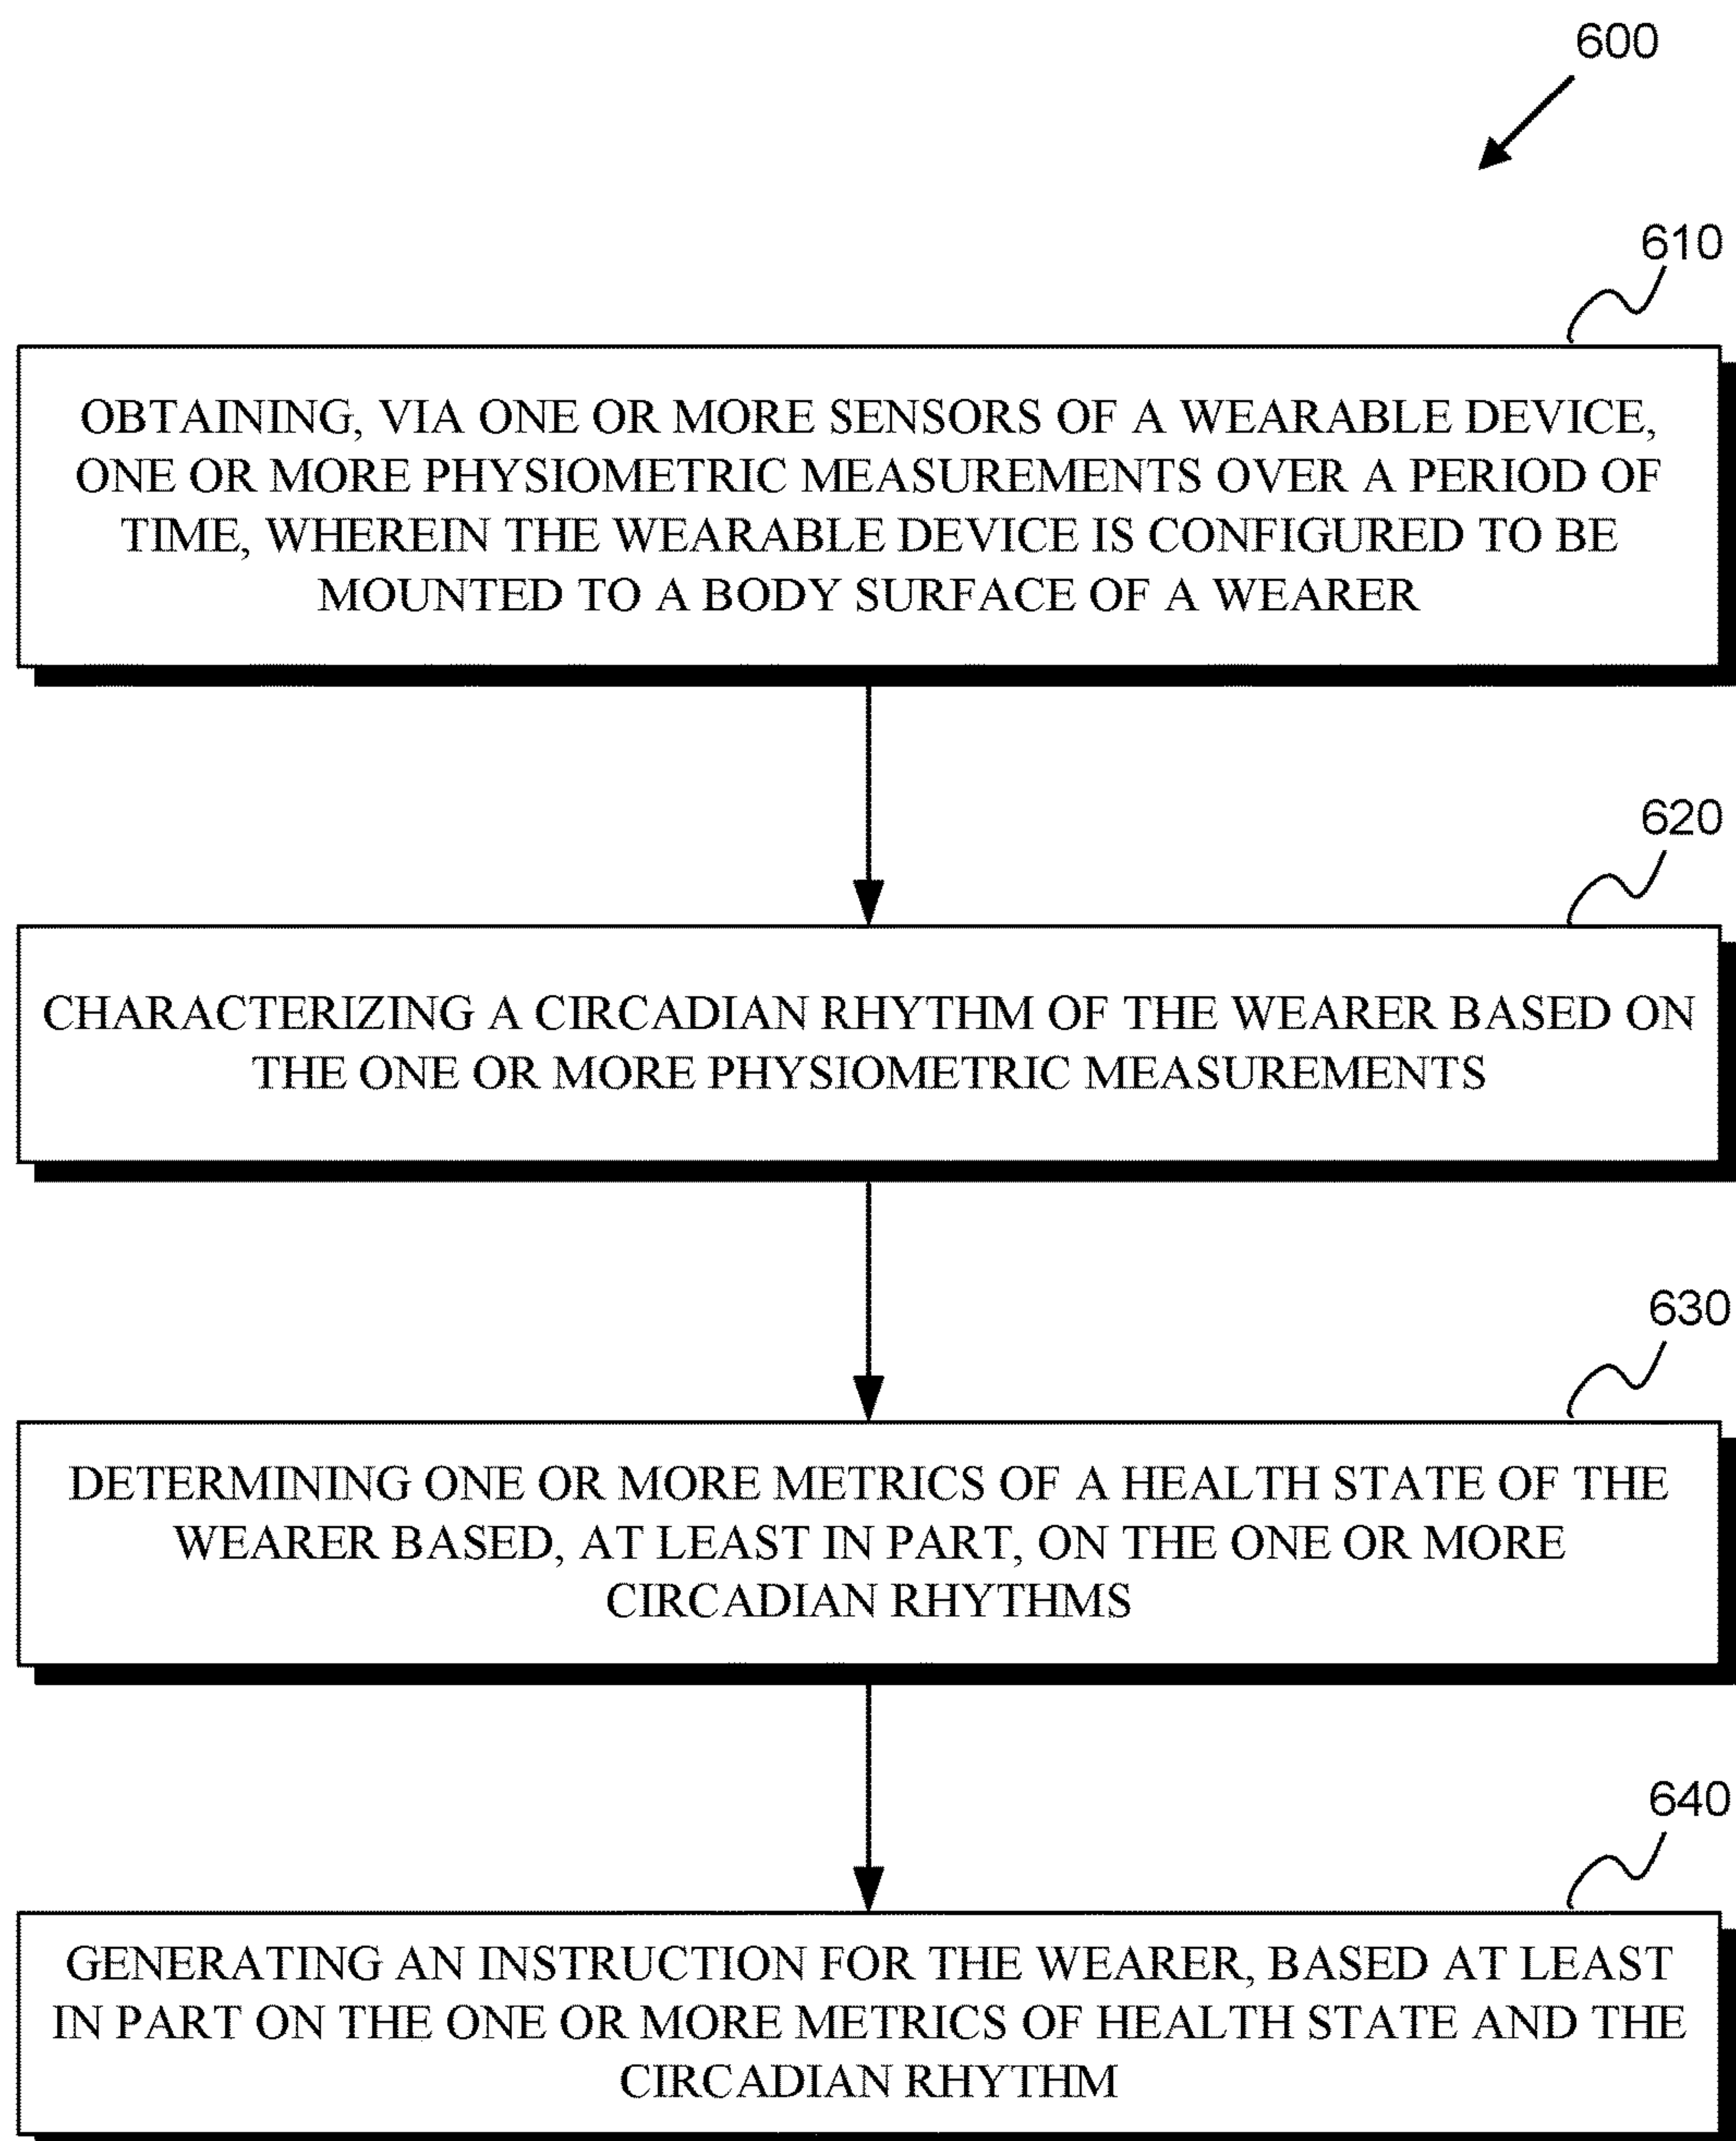 600
610
OBTAINING, VIA ONE OR MORE SENSORS OF A WEARABLE DEVICE,
ONE OR MORE PHYSIOMETRIC MEASUREMENTS OVER A PERIOD OF
TIME, WHEREIN THE WEARABLE DEVICE IS CONFIGURED TO BE
MOUNTED TO A BODY SURFACE OF A WEARER
620
CHARACTERIZING A CIRCADIAN RHYTHM OF THE WEARER BASED ON
THE ONE OR MORE PHYSIOMETRIC MEASUREMENTS
630
DETERMINING ONE OR MORE METRICS OF A HEALTH STATE OF THE
WEARER BASED, AT LEAST IN PART, ON THE ONE OR MORE
CIRCADIAN RHYTHMS
640
GENERATING AN INSTRUCTION FOR THE WEARER, BASED AT LEAST
IN PART ON THE ONE OR MORE METRICS OF HEALTH STATE AND THE
CIRCADIAN RHYTHM